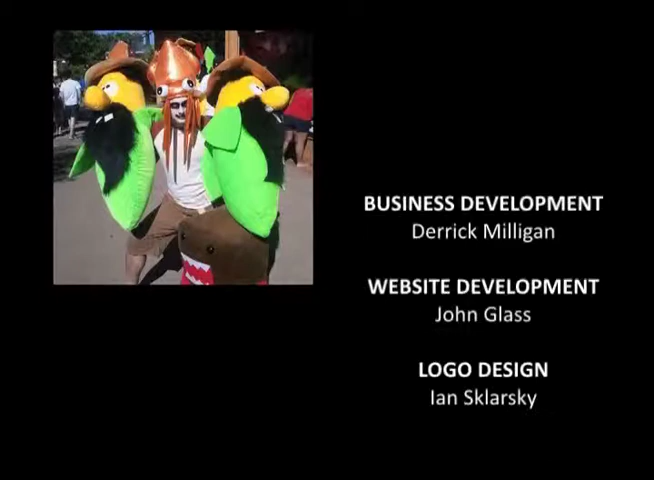 BUSINESS DEVELOPMENT
Derrick Milligan
WEBSITE DEVELOPMENT
John Glass
LOGO DESIGN
Ian Sklarsky